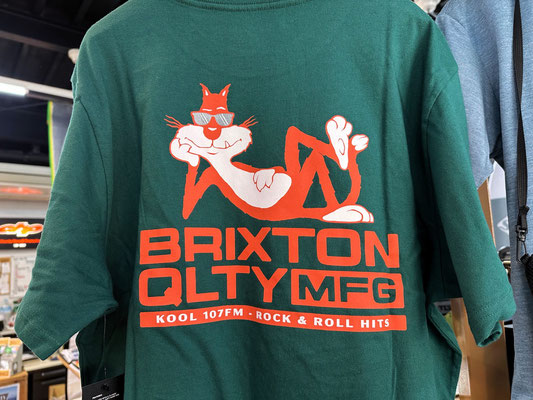 BRIXTON
QLTY MFG
KOOL 107FM - ROCK & ROLL HITS